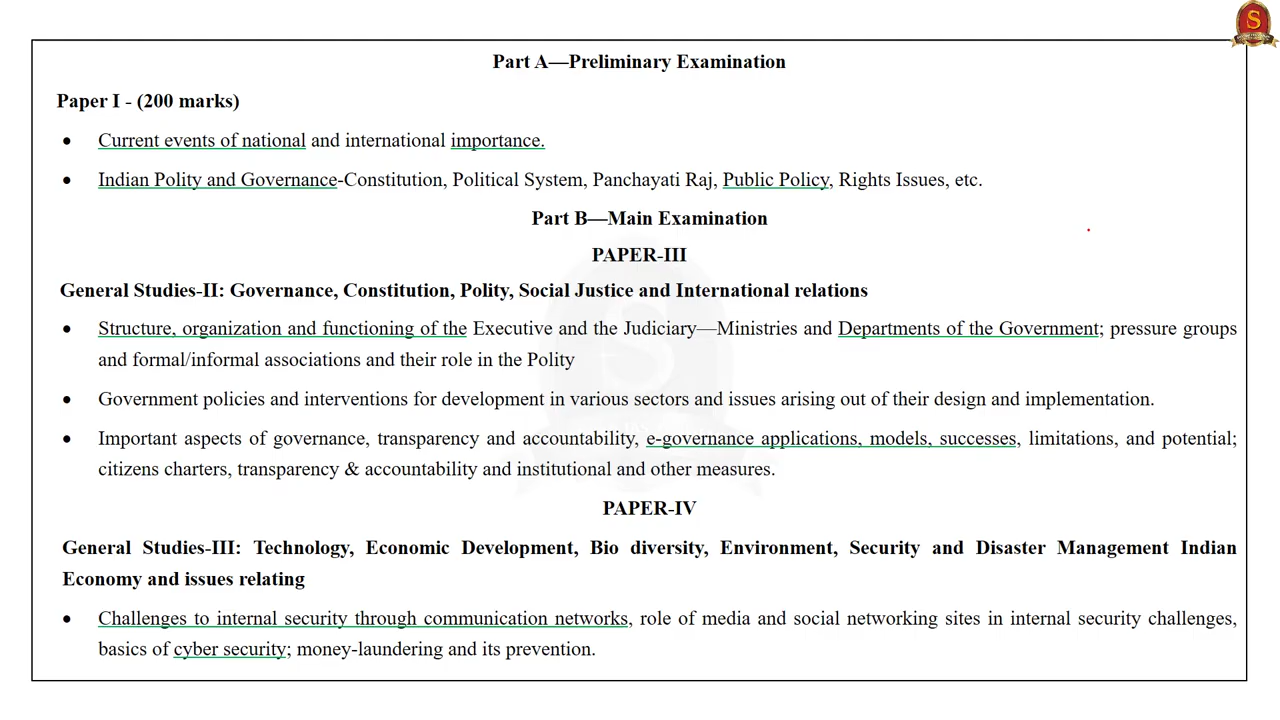 S
Part A—Preliminary Examination
Paper I - (200 marks)
• Current events of national and international importance.
• Indian Polity and Governance-Constitution, Political System, Panchayati Raj, Public Policy, Rights Issues, etc.
Part B—Main Examination
PAPER-III
General Studies-II: Governance, Constitution, Polity, Social Justice and International relations
• Structure, organization and functioning of the Executive and the Judiciary—Ministries and Departments of the Government; pressure groups
and formal/informal associations and their role in the Polity
• Government policies and interventions for development in various sectors and issues arising out of their design and implementation.
• Important aspects of governance, transparency and accountability, e-governance applications, models, successes, limitations, and potential;
citizens charters, transparency & accountability and institutional and other measures.
PAPER-IV
General Studies-III: Technology, Economic Development, Bio diversity, Environment, Security and Disaster Management Indian
Economy and issues relating
• Challenges to internal security through communication networks, role of media and social networking sites in internal security challenges,
basics of cyber security; money-laundering and its prevention.